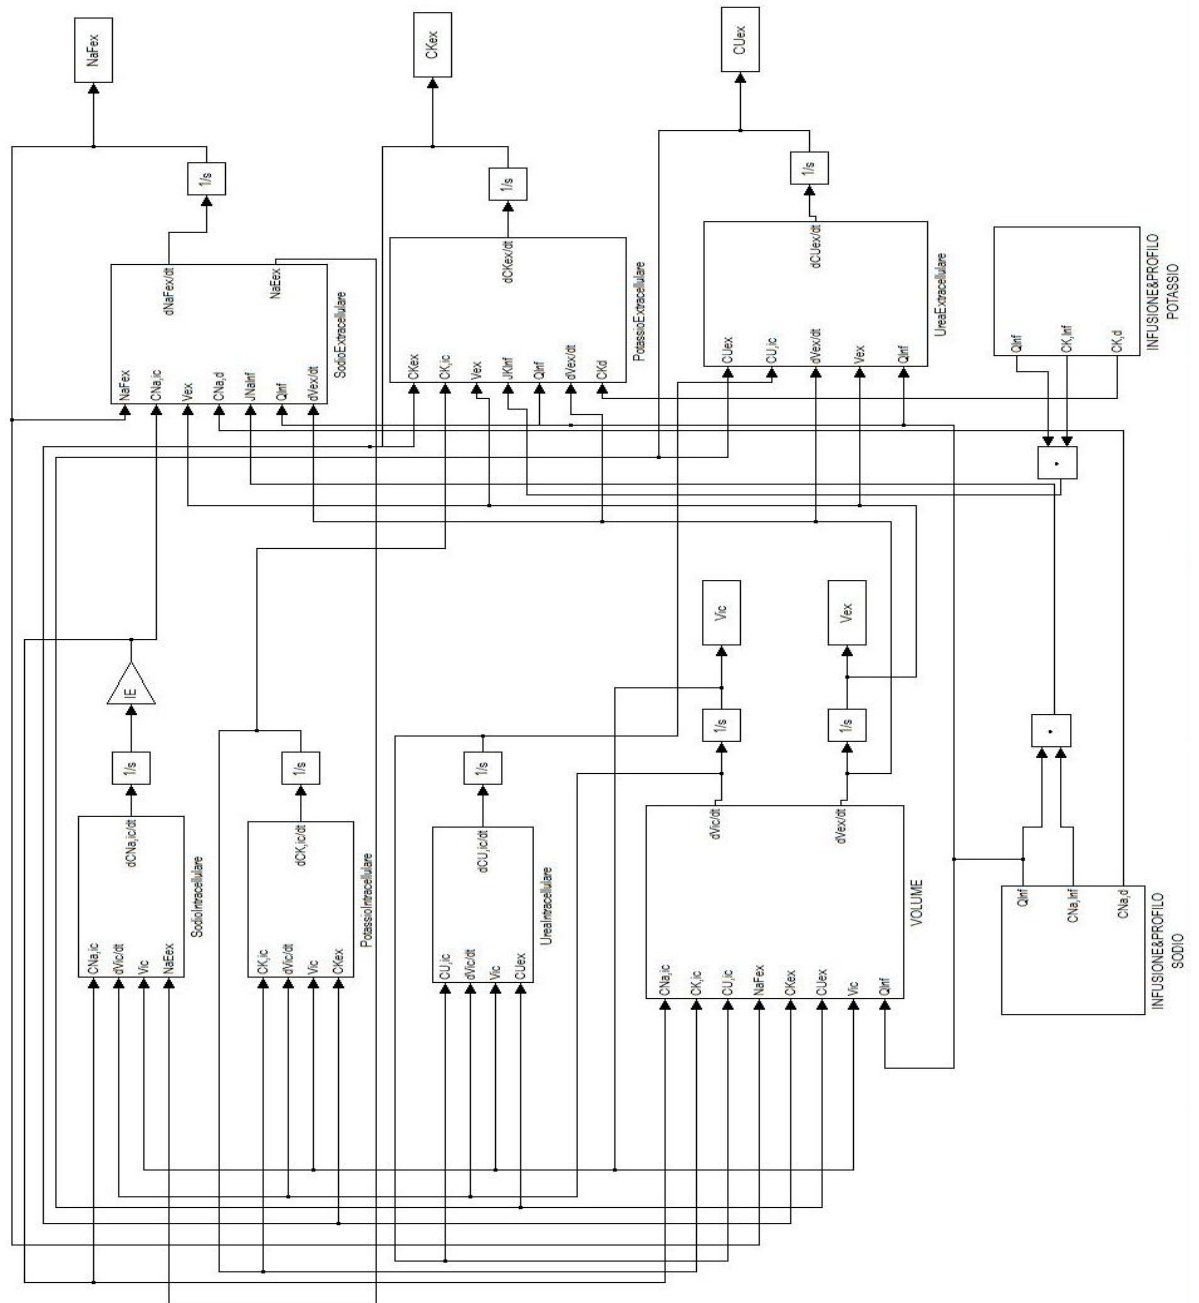 NaFex
CKex
CUex
1/s
1/s
1/s
dNaFex/dt
NaEex
NaFex
CNa,ic
Vex
CNa,d
JNaInf
QInf
dVex/dt
SodioExtracellulare
dCKex/dt
CKex
CK,ic
Vex
JKInf
QInf
dVex/dt
CKd
PotassioExtracellulare
dCUex/dt
CUex
CU,ic
dVex/dt
Vex
QInf
UreaExtracellulare
QInf
CK,Inf
CK,d
INFUSIONE&PROFILO
POTASSIO
IE
1/s
dCNa,ic/dt
CNa,ic
dVic/dt
Vic
NaEex
SodioIntracellulare
1/s
dCK,ic/dt
CK,ic
dVic/dt
Vic
CKex
PotassioIntracellulare
1/s
dCU,ic/dt
CU,ic
dVic/dt
Vic
CUex
UreaIntracellulare
Vic
Vex
1/s
1/s
dVic/dt
dVex/dt
CNa,ic
CK,ic
CU,ic
NaFex
CKex
CUex
Vic
QInf
VOLUME
QInf
CNa,Inf
CNa,d
INFUSIONE&PROFILO
SODIO